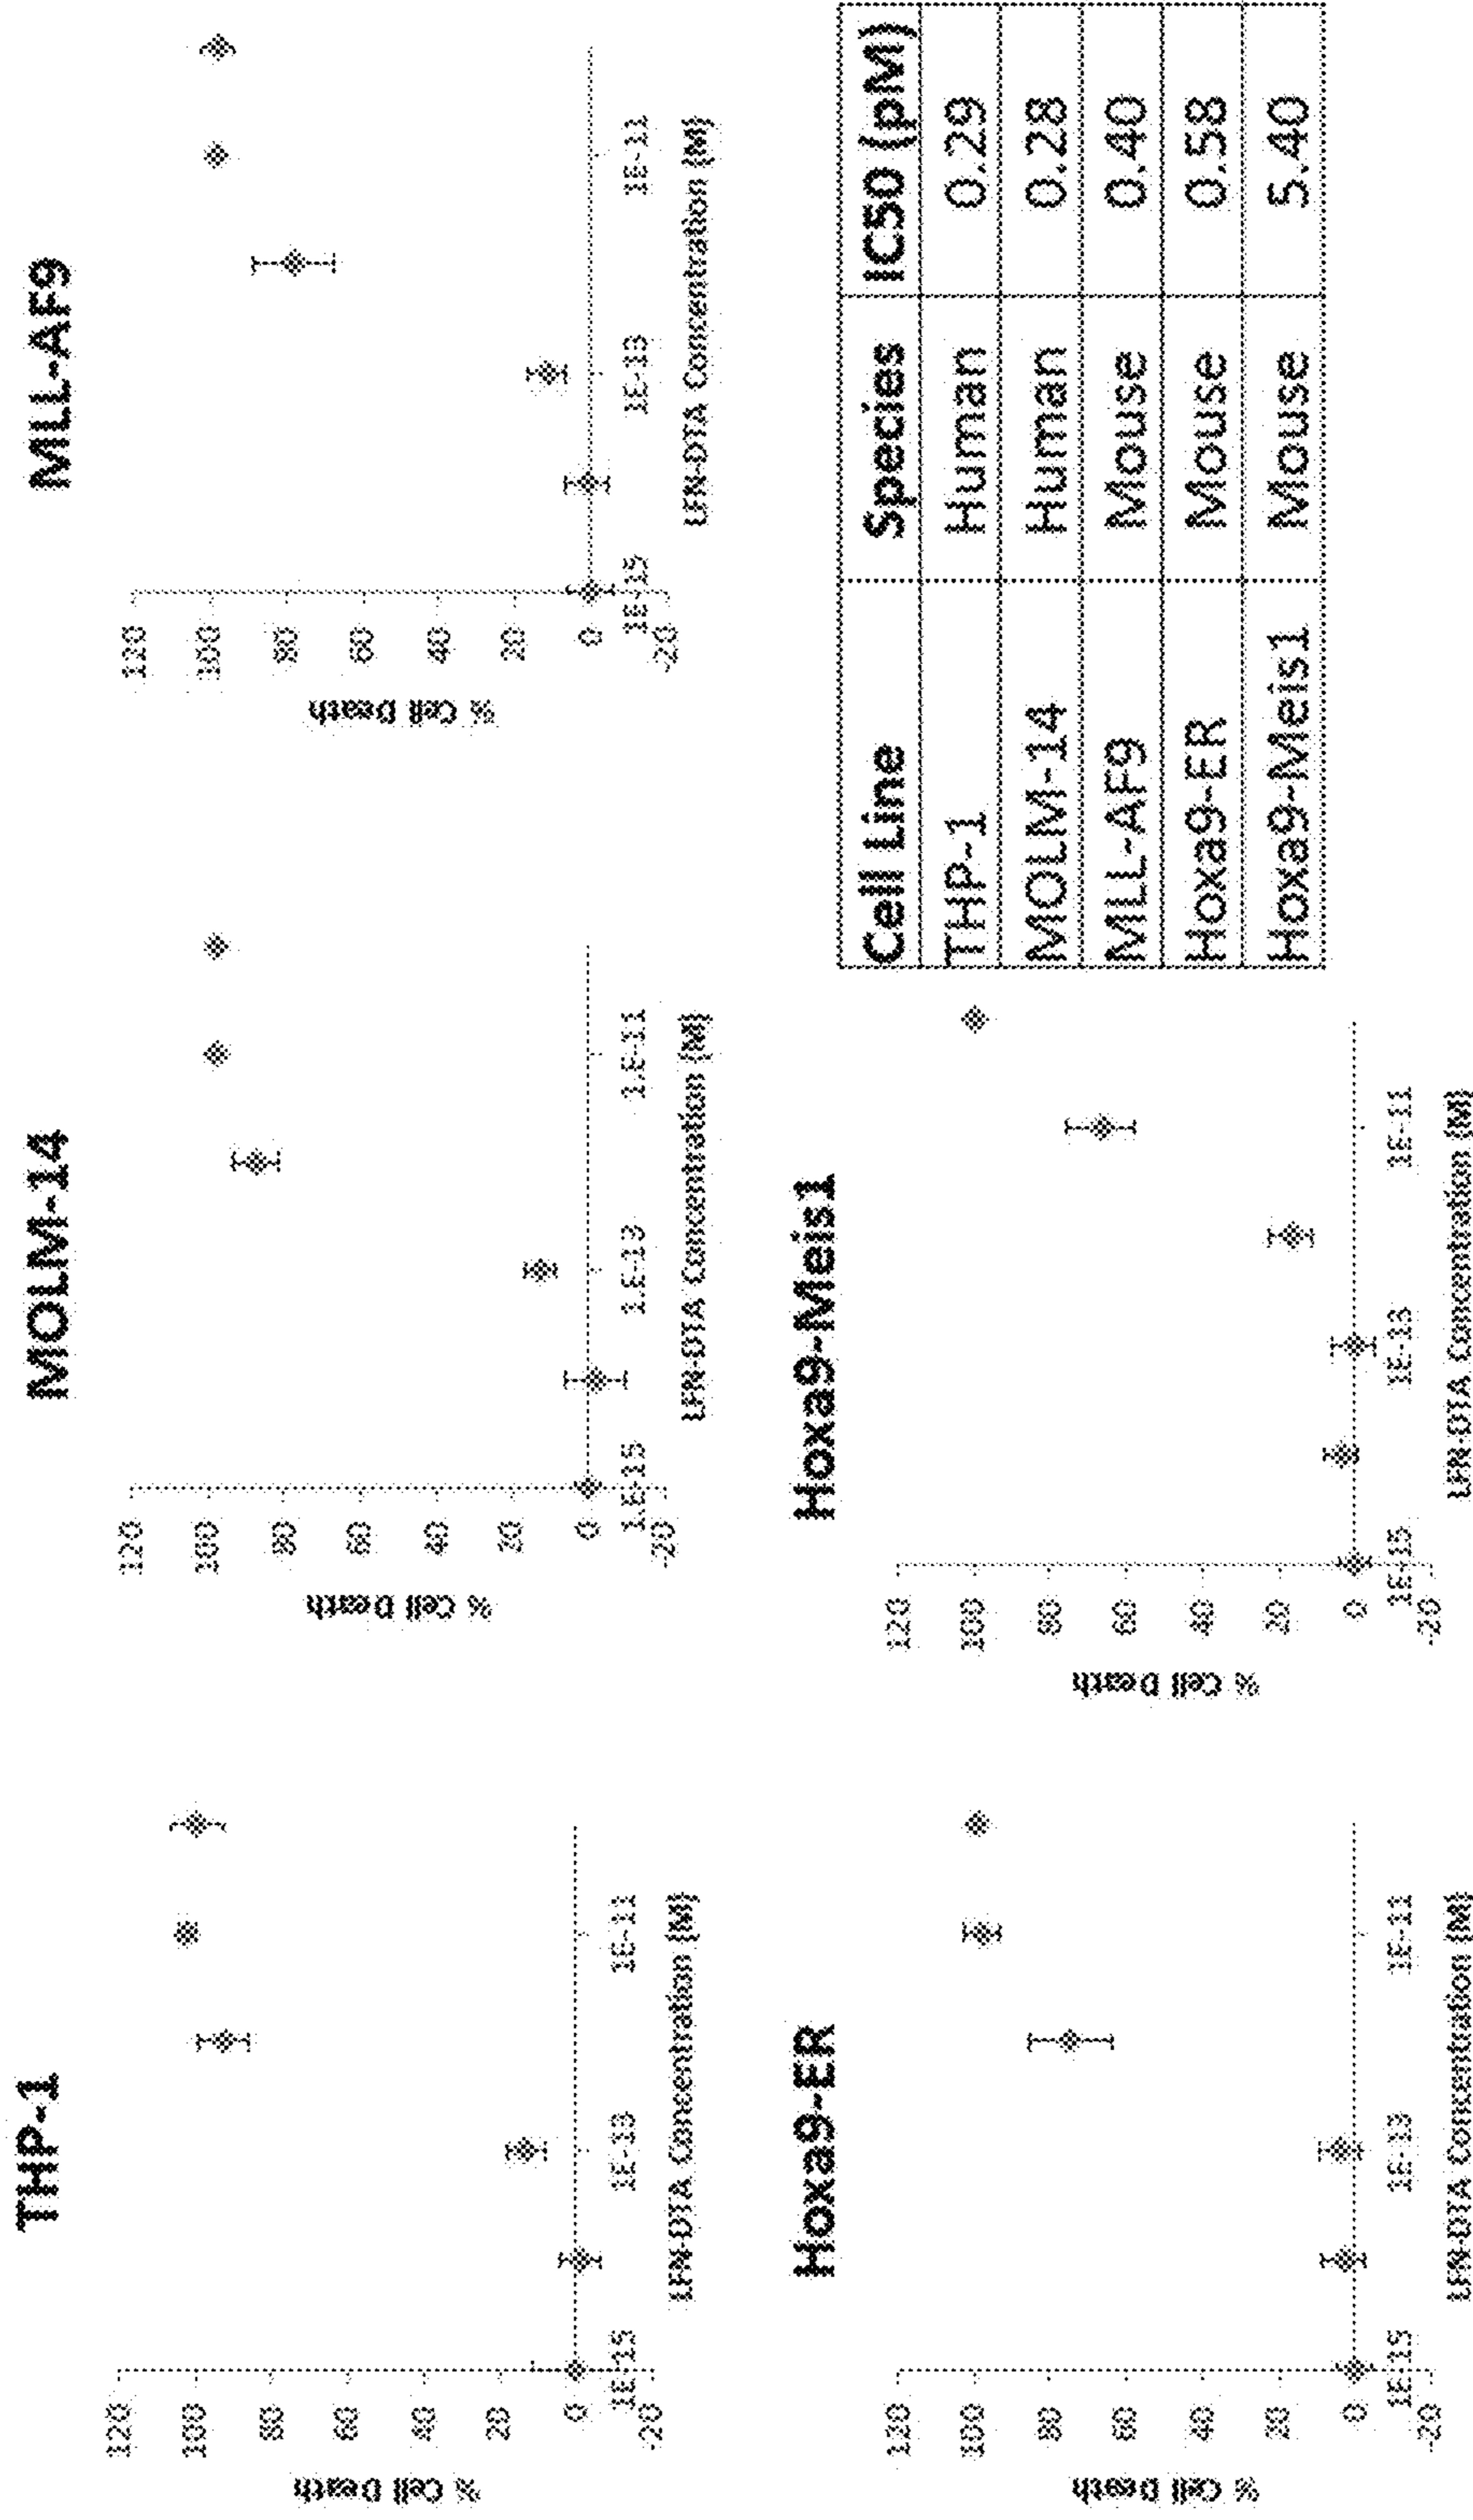 THP-1
% Cell Death
120
100
80
60
40
20
0
-20
1E-15
1E-13
1E-11
LFN-DTA Concentration (M)
MOLM-14
% Cell Death
120
100
80
60
40
20
0
-20
1.E-15
1.E-13
1.E-11
LFN-DTA Concentration (M)
MLL-AF9
% Cell Death
120
100
80
60
40
20
0
-20
1E-15
1E-13
1E-11
LFN-DTA Concentration (M)
Hoxa9-ER
% Cell Death
120
100
80
60
40
20
0
-20
1E-15
1E-13
1E-11
LFN-DTA Concentration (M)
Hoxa9-Meis1
% Cell Death
120
100
80
60
40
20
0
-20
1E-15
1E-13
1E-11
LFN-DTA Concentration (M)
Cell Line Species IC50 (pM)
THP-1 Human 0.29
MOLM-14 Human 0.28
MLL-AF9 Mouse 0.40
Hoxa9-ER Mouse 0.58
Hoxa9-Meis1 Mouse 5.40